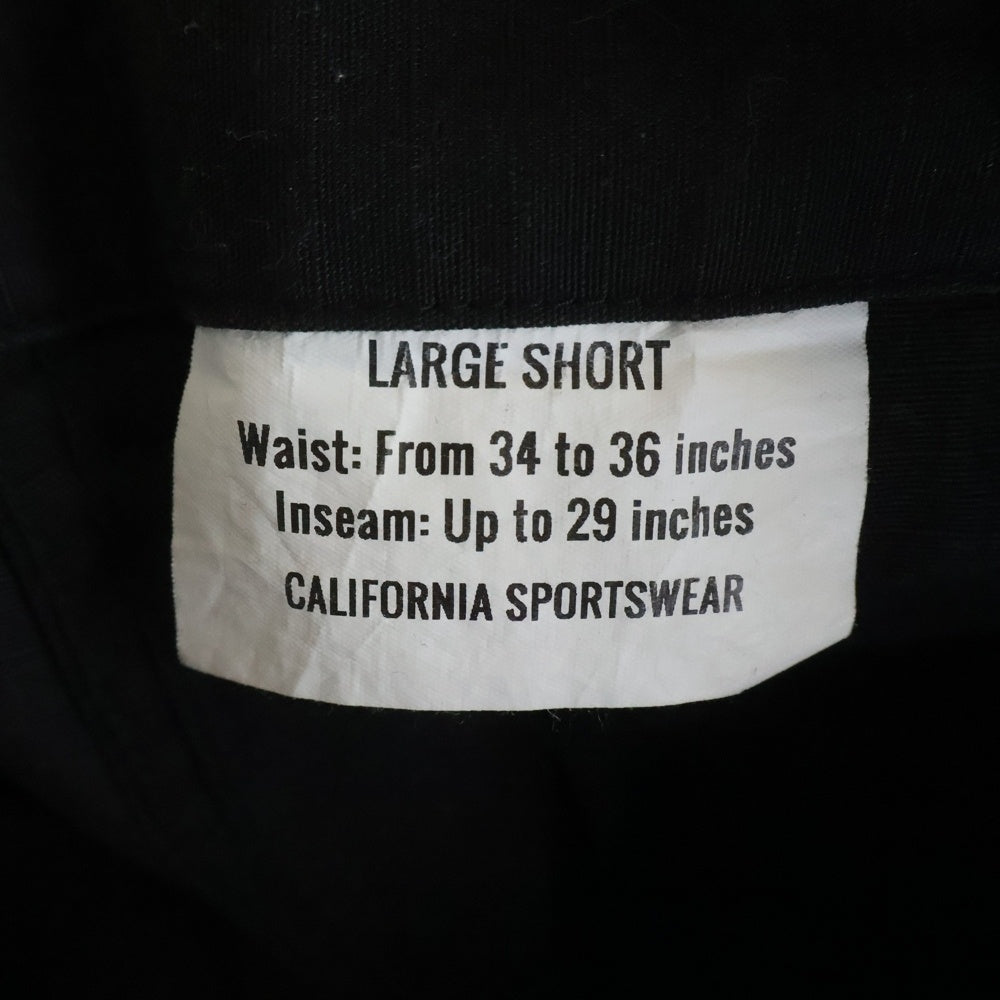 LARGE SHORT
Waist: From 34 to 36 inches
Inseam: Up to 29 inches
CALIFORNIA SPORTSWEAR